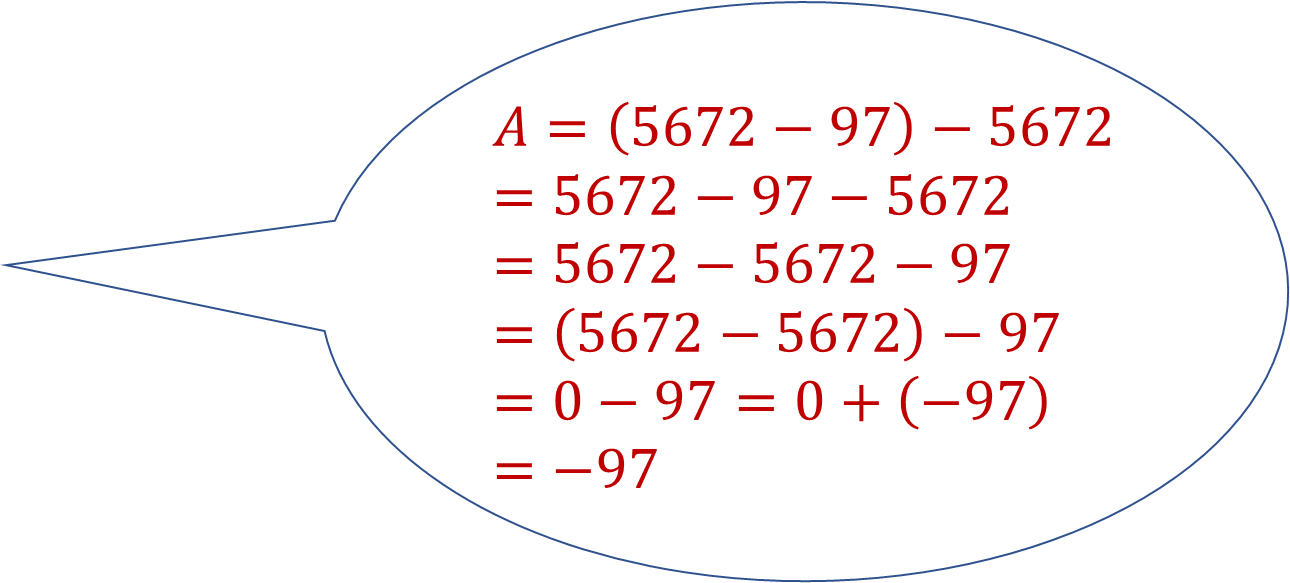 A = (5672 − 97) − 5672
= 5672 − 97 − 5672
= 5672 − 5672 − 97
= (5672 − 5672) − 97
= 0 − 97 = 0 + (−97)
= −97